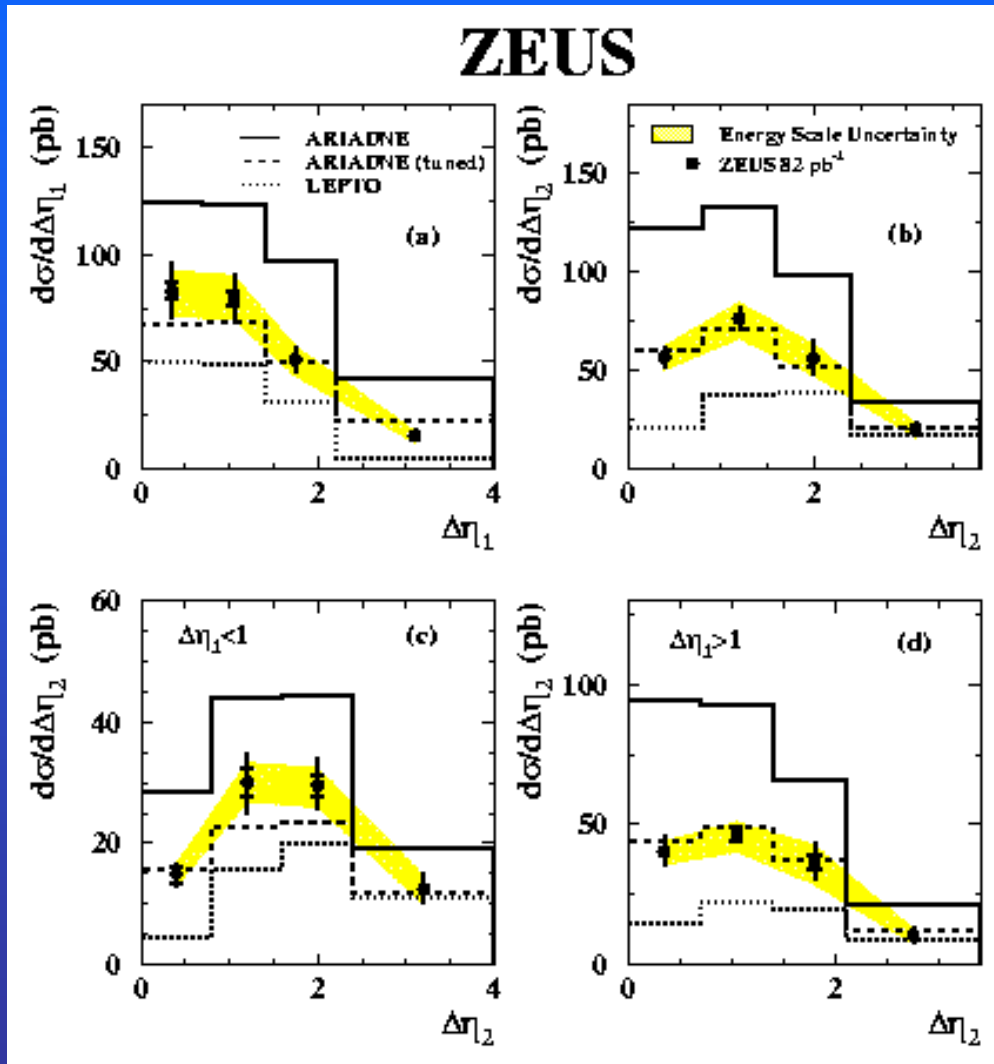 ZEUS
dσ/dΔη₁ (pb)
150
100
50
0
ARIADNE
ARIADNE (tuned)
LEPTO
(a)
0 2 4
Δη₁
dσ/dΔη₂ (pb)
150
100
50
0
Energy Scale Uncertainty
ZEUS 82 pb⁻¹
(b)
0 2
Δη₂
dσ/dΔη₂ (pb)
60
40
20
0
Δη₁<1 (c)
0 2 4
Δη₂
dσ/dΔη₂ (pb)
100
50
0
Δη₁>1 (d)
0 2
Δη₂